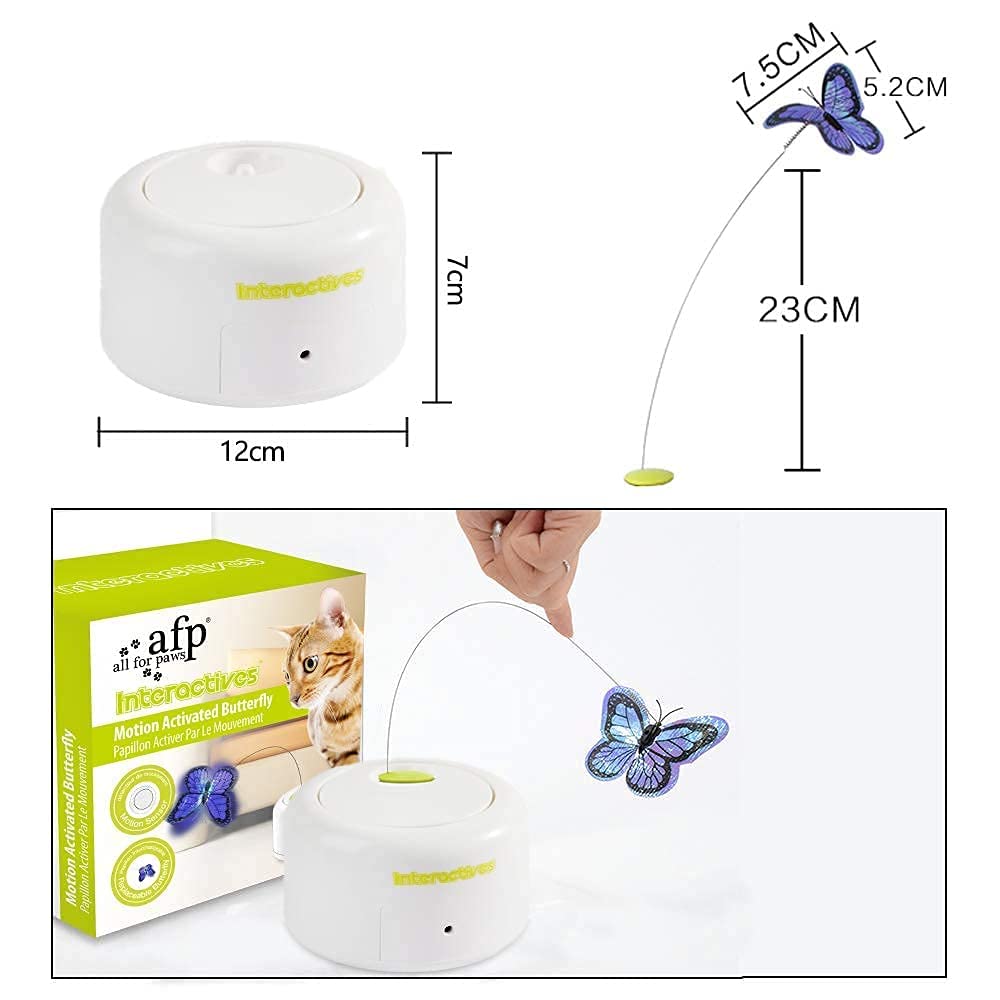 7.5CM
5.2CM
Interactives
7cm
23CM
12cm
Interactives
afp®
all for paws
Interactives™
Motion Activated Butterfly
Papillon Activer Par Le Mouvement
Motion Sensor
Replaceable Butterfly
Motion Activated Butterfly
Papillon Activer Par Le Mouvement
Interactives